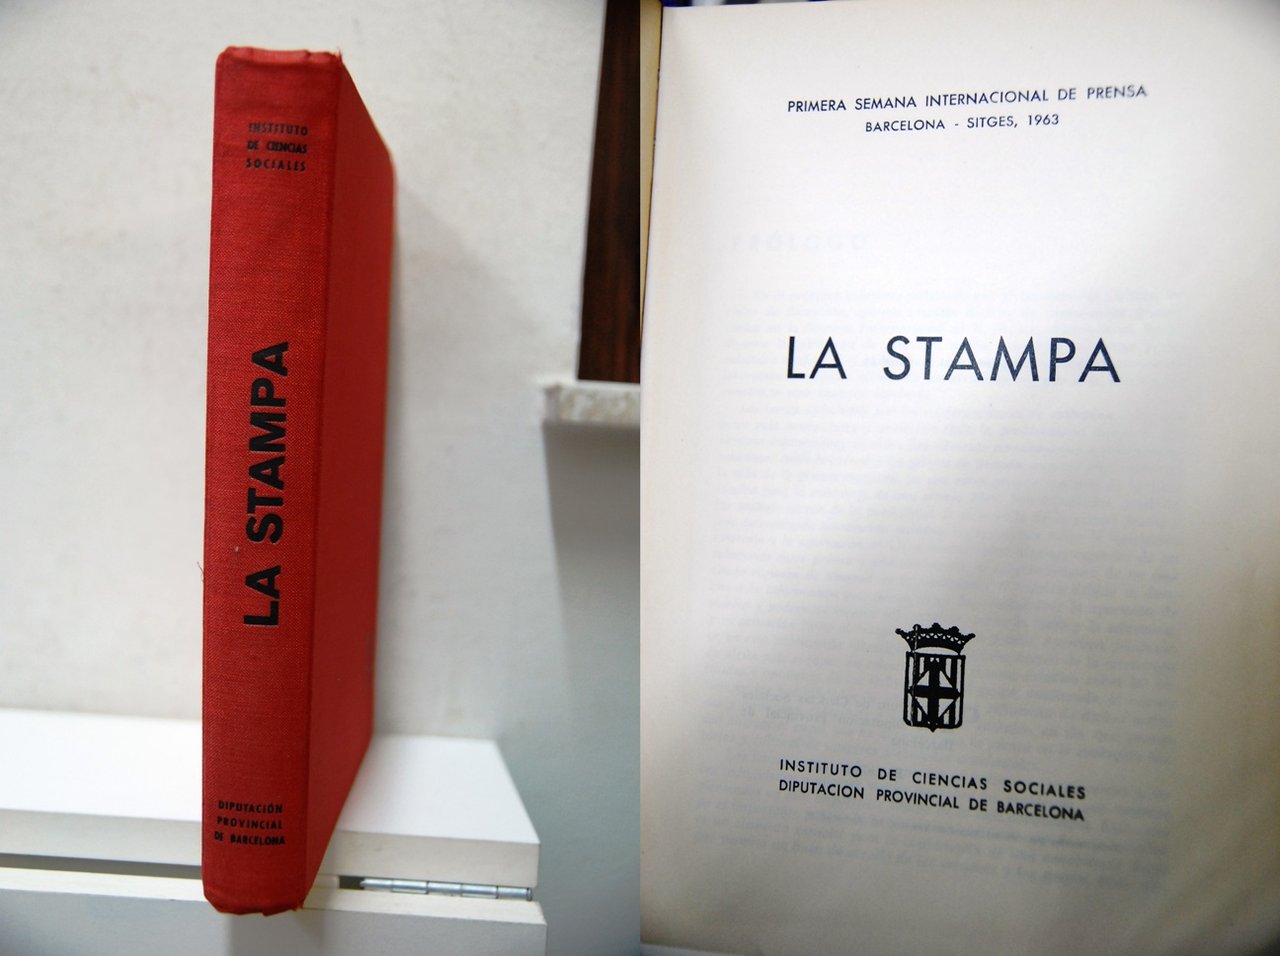 INSTITUTO
DE CIENCIAS
SOCIALES
LA STAMPA
DIPUTACIÓN
PROVINCIAL
DE BARCELONA
PRIMERA SEMANA INTERNACIONAL DE PRENSA
BARCELONA - SITGES, 1963
PRÓLOGO
LA STAMPA
INSTITUTO DE CIENCIAS SOCIALES
DIPUTACION PROVINCIAL DE BARCELONA